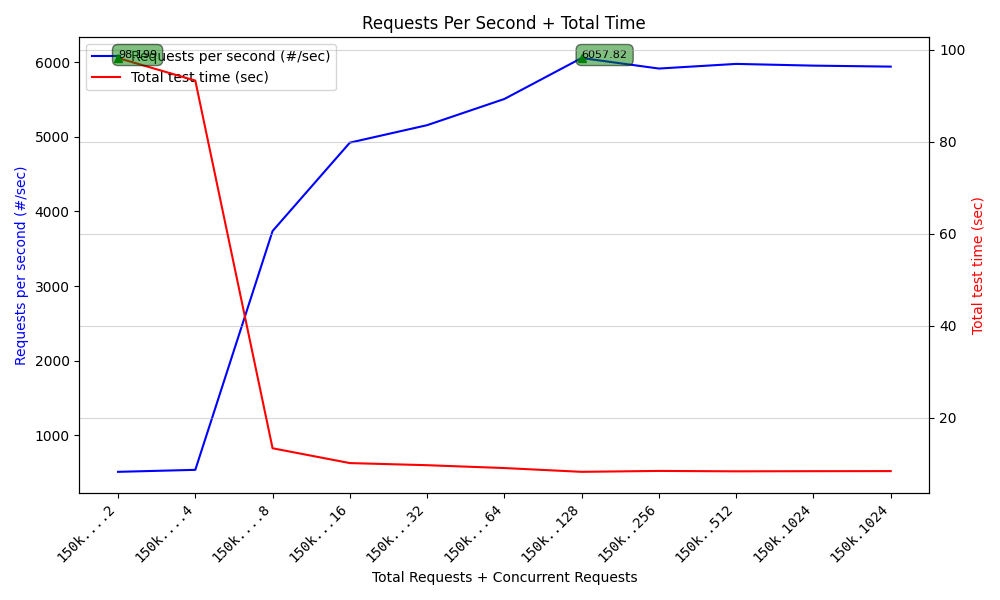 Requests Per Second + Total Time
Requests per second (#/sec)
Total test time (sec)
98.199
6057.82
6000
5000
4000
3000
2000
1000
Requests per second (#/sec)
100
80
60
40
20
Total test time (sec)
150k....2
150k....4
150k....8
150k...16
150k...32
150k...64
150k..128
150k..256
150k..512
150k.1024
150k.1024
Total Requests + Concurrent Requests